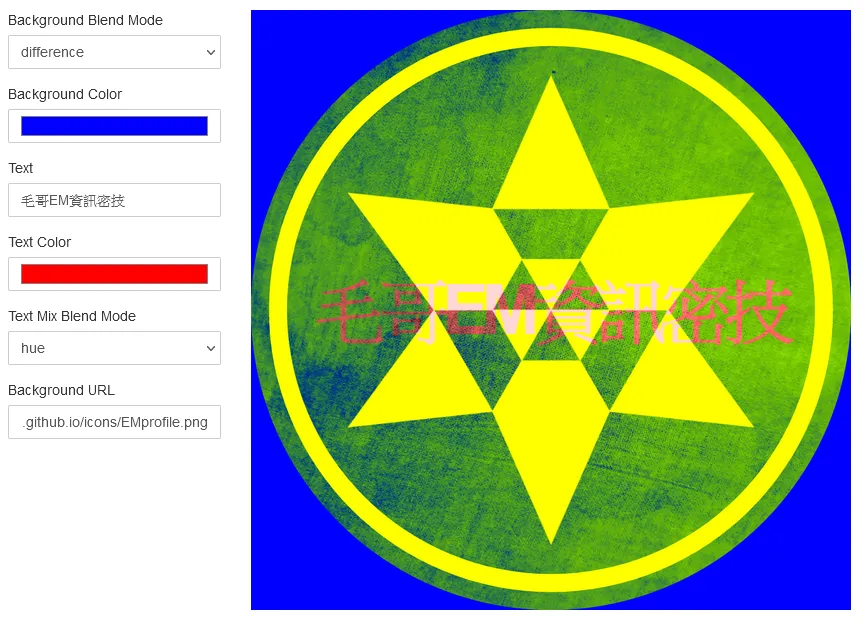 Background Blend Mode
difference
Background Color
Text
毛哥EM資訊密技
Text Color
Text Mix Blend Mode
hue
Background URL
.github.io/icons/EMprofile.png
毛哥EM資訊密技